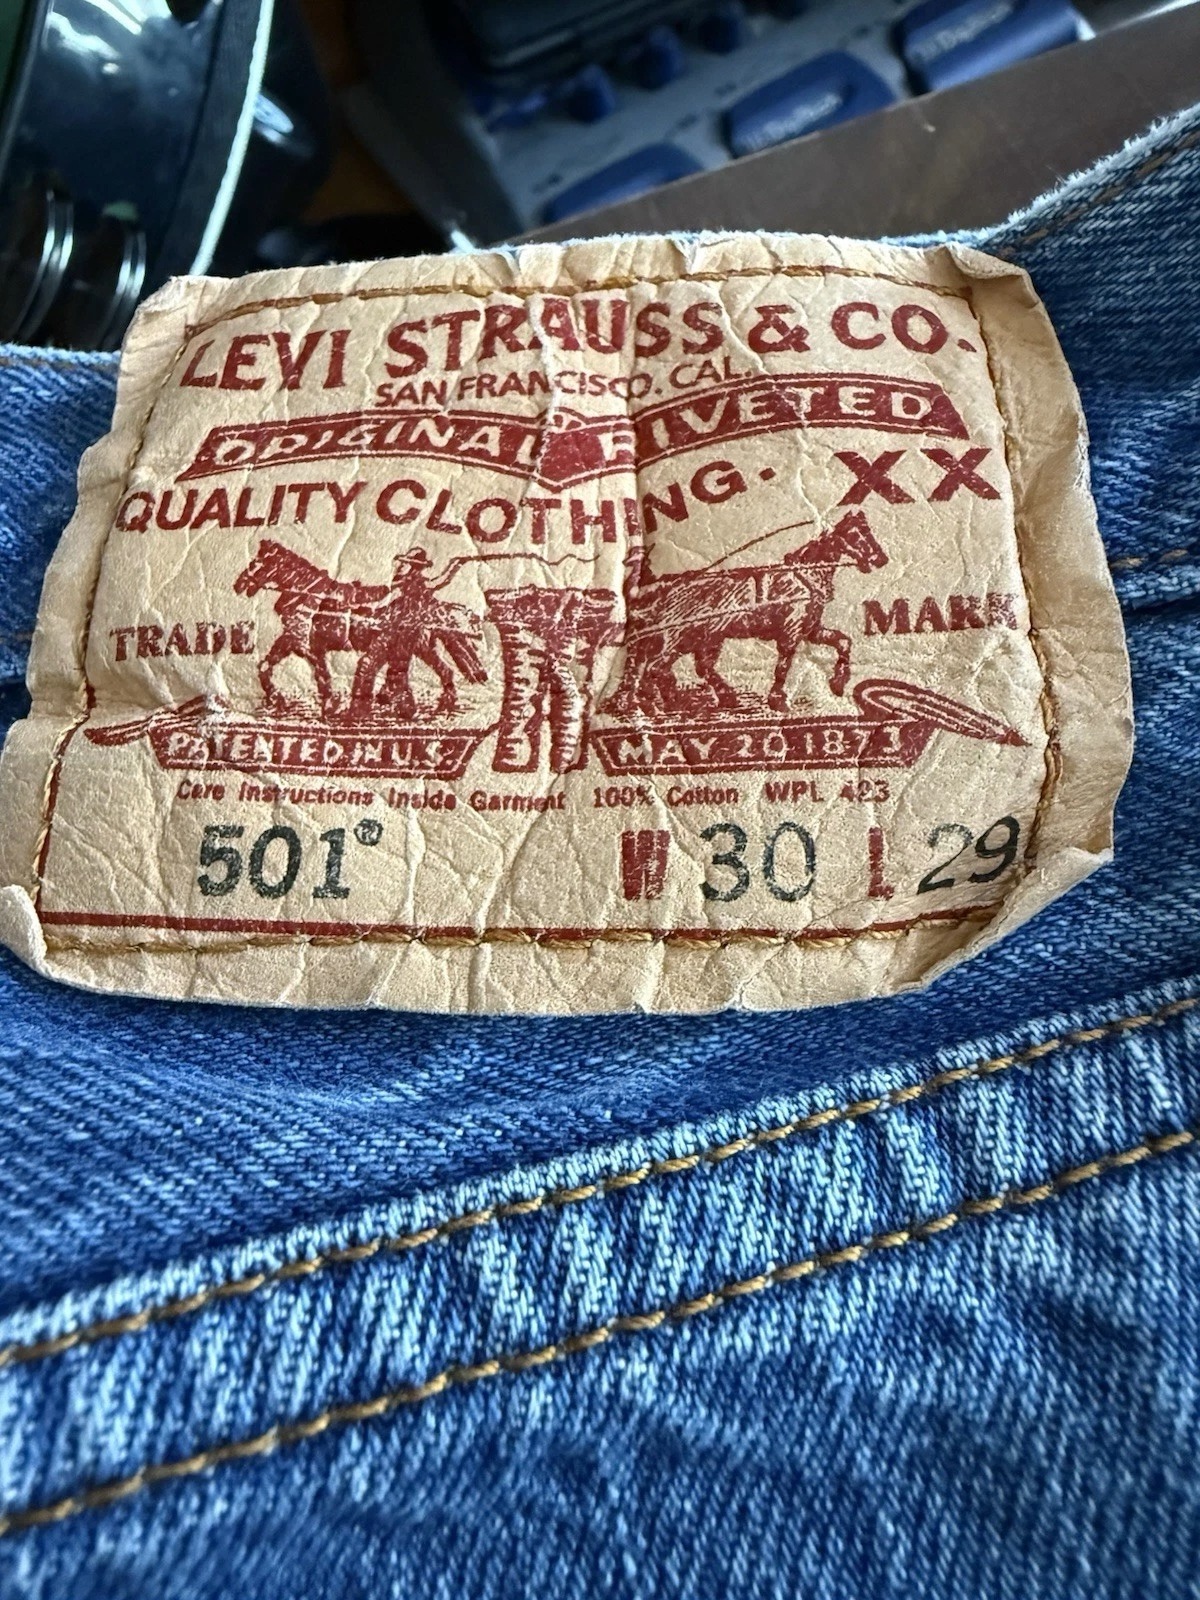 LEVI STRAUSS & CO.
SAN FRANCISCO. CAL.
ORIGINAL RIVETED
QUALITY CLOTHING. XX
TRADE MARK
PATENTED IN U.S. MAY 20 1873
Care Instructions Inside Garment 100% Cotton WPL 423
501® W 30 L 29